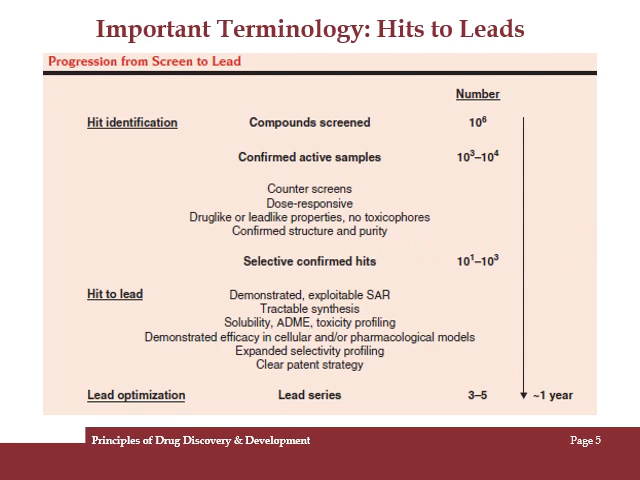 Important Terminology: Hits to Leads
Progression from Screen to Lead
Number
Hit identification Compounds screened 10⁶
Confirmed active samples 10³–10⁴
Counter screens
Dose-responsive
Druglike or leadlike properties, no toxicophores
Confirmed structure and purity
Selective confirmed hits 10¹–10³
Hit to lead Demonstrated, exploitable SAR
Tractable synthesis
Solubility, ADME, toxicity profiling
Demonstrated efficacy in cellular and/or pharmacological models
Expanded selectivity profiling
Clear patent strategy
Lead optimization Lead series 3–5 ~1 year
Principles of Drug Discovery & Development Page 5